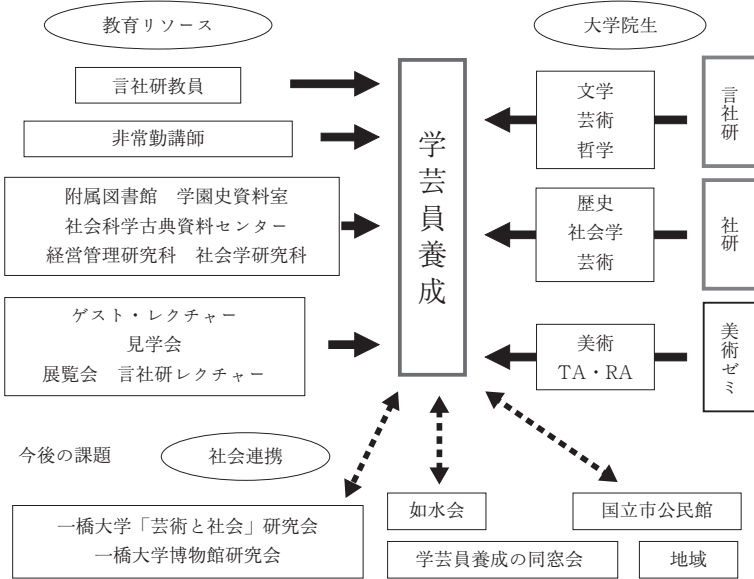 教育リソース
大学院生
言社研教員
非常勤講師
附属図書館　学園史資料室
社会科学古典資料センター
経営管理研究科　社会学研究科
ゲスト・レクチャー
見学会
展覧会　言社研レクチャー
学芸員養成
文学
芸術
哲学
言社研
歴史
社会学
芸術
社研
美術
TA・RA
美術ゼミ
今後の課題
社会連携
一橋大学「芸術と社会」研究会
一橋大学博物館研究会
如水会
国立市公民館
学芸員養成の同窓会
地域